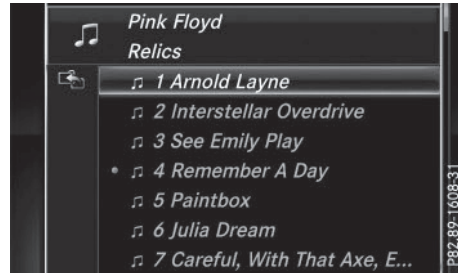 Pink Floyd
Relics
1 Arnold Layne
2 Interstellar Overdrive
3 See Emily Play
4 Remember A Day
5 Paintbox
6 Julia Dream
7 Careful, With That Axe, E...
P82.89-1608-31